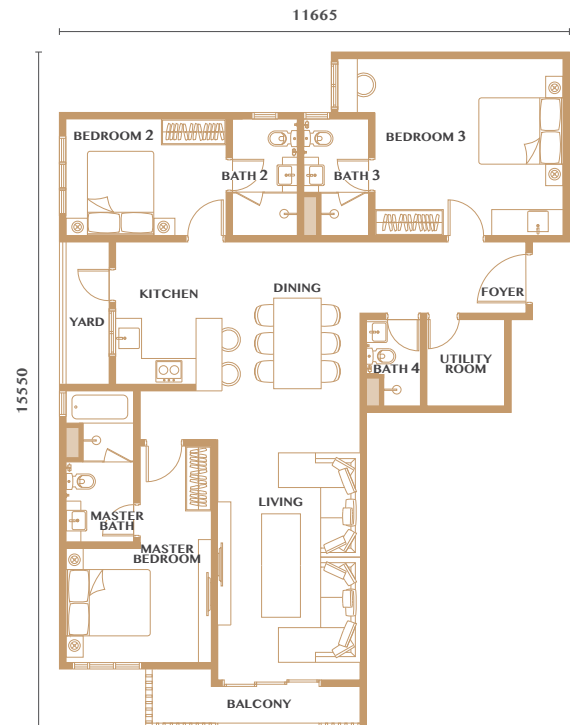 11665
15550
BEDROOM 2
BATH 2
BATH 3
BEDROOM 3
KITCHEN
DINING
FOYER
YARD
BATH 4
UTILITY
ROOM
MASTER
BATH
LIVING
MASTER
BEDROOM
BALCONY